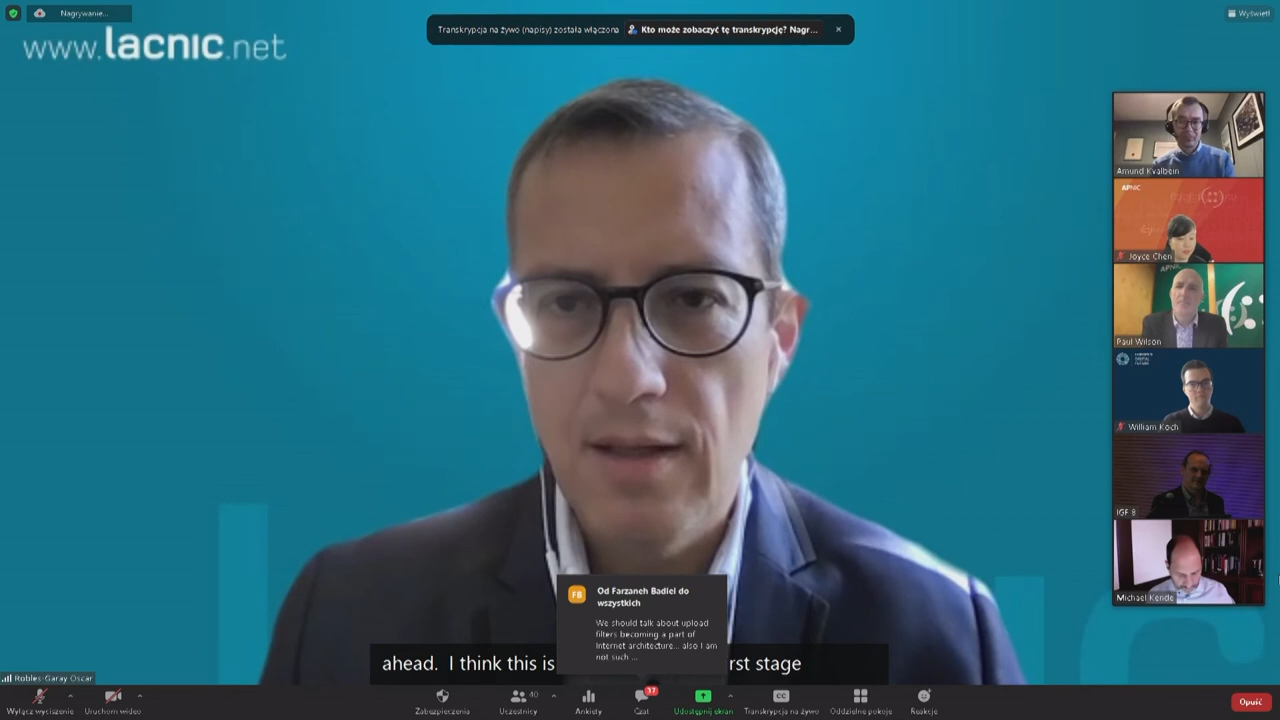 Nagrywanie...
www.lacnic.net
Transkrypcja na żywo (napisy) została włączona
Kto może zobaczyć tę transkrypcję? Nagr...
Wyświetl
Amund Kvalbein
APNIC
Joyce Chen
APNIC
Paul Wilson
William Koch
IGF 8
Michael Kende
FB
Od Farzaneh Badiei do
wszystkich
We should talk about upload
filters becoming a part of
Internet architecture... also I am
not such ...
ahead. I think this is
rst stage
Robles-Garay Oscar
Wyłącz wyciszenie
Uruchom wideo
Zabezpieczenia
40
Uczestnicy
Ankiety
37
Czat
Udostępnij ekran
CC
Transkrypcja na żywo
Oddzielne pokoje
Reakcje
Opuść